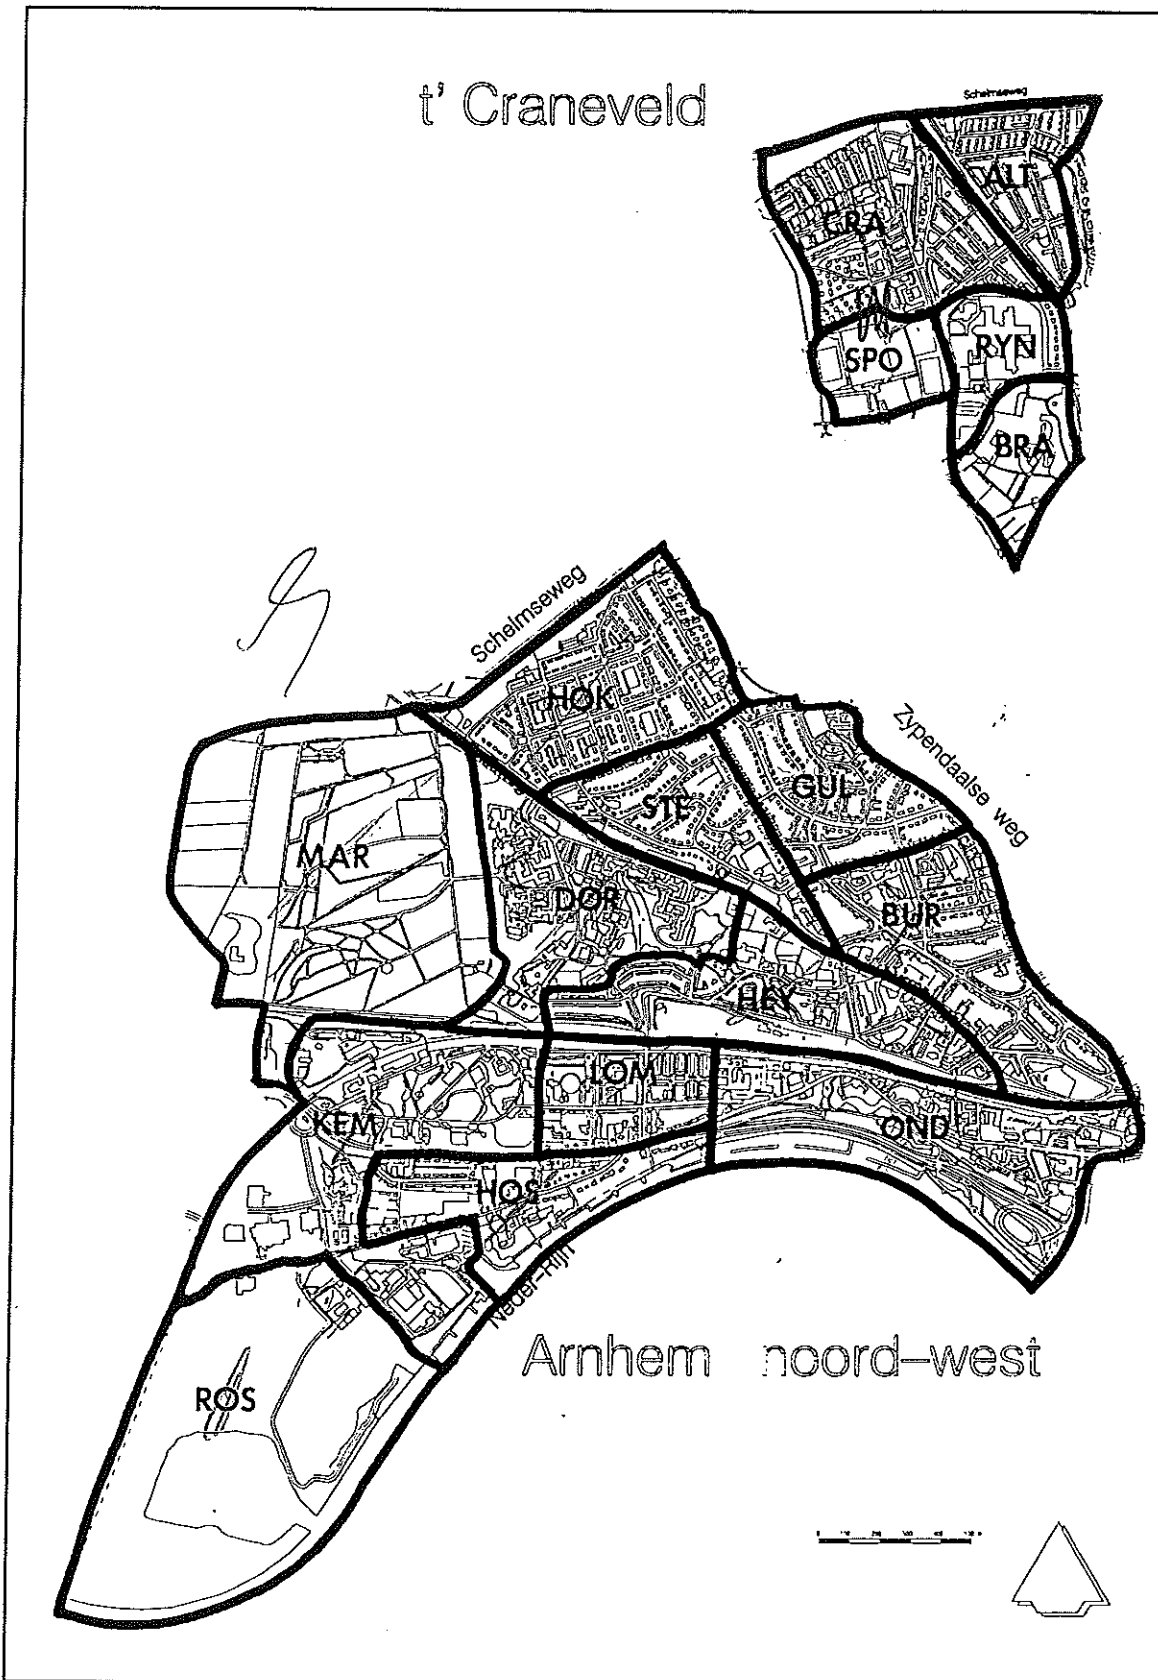 t' Craneveld
Schelmseweg
ALT
CRA
SPO
RYN
BRA
Schelmseweg
HOK
Zypendaalse weg
GUL
STE
MAR
DOR
BUR
HEY
LOM
KEM
OND
HOS
Neder-Rijn
Arnhem noord-west
ROS